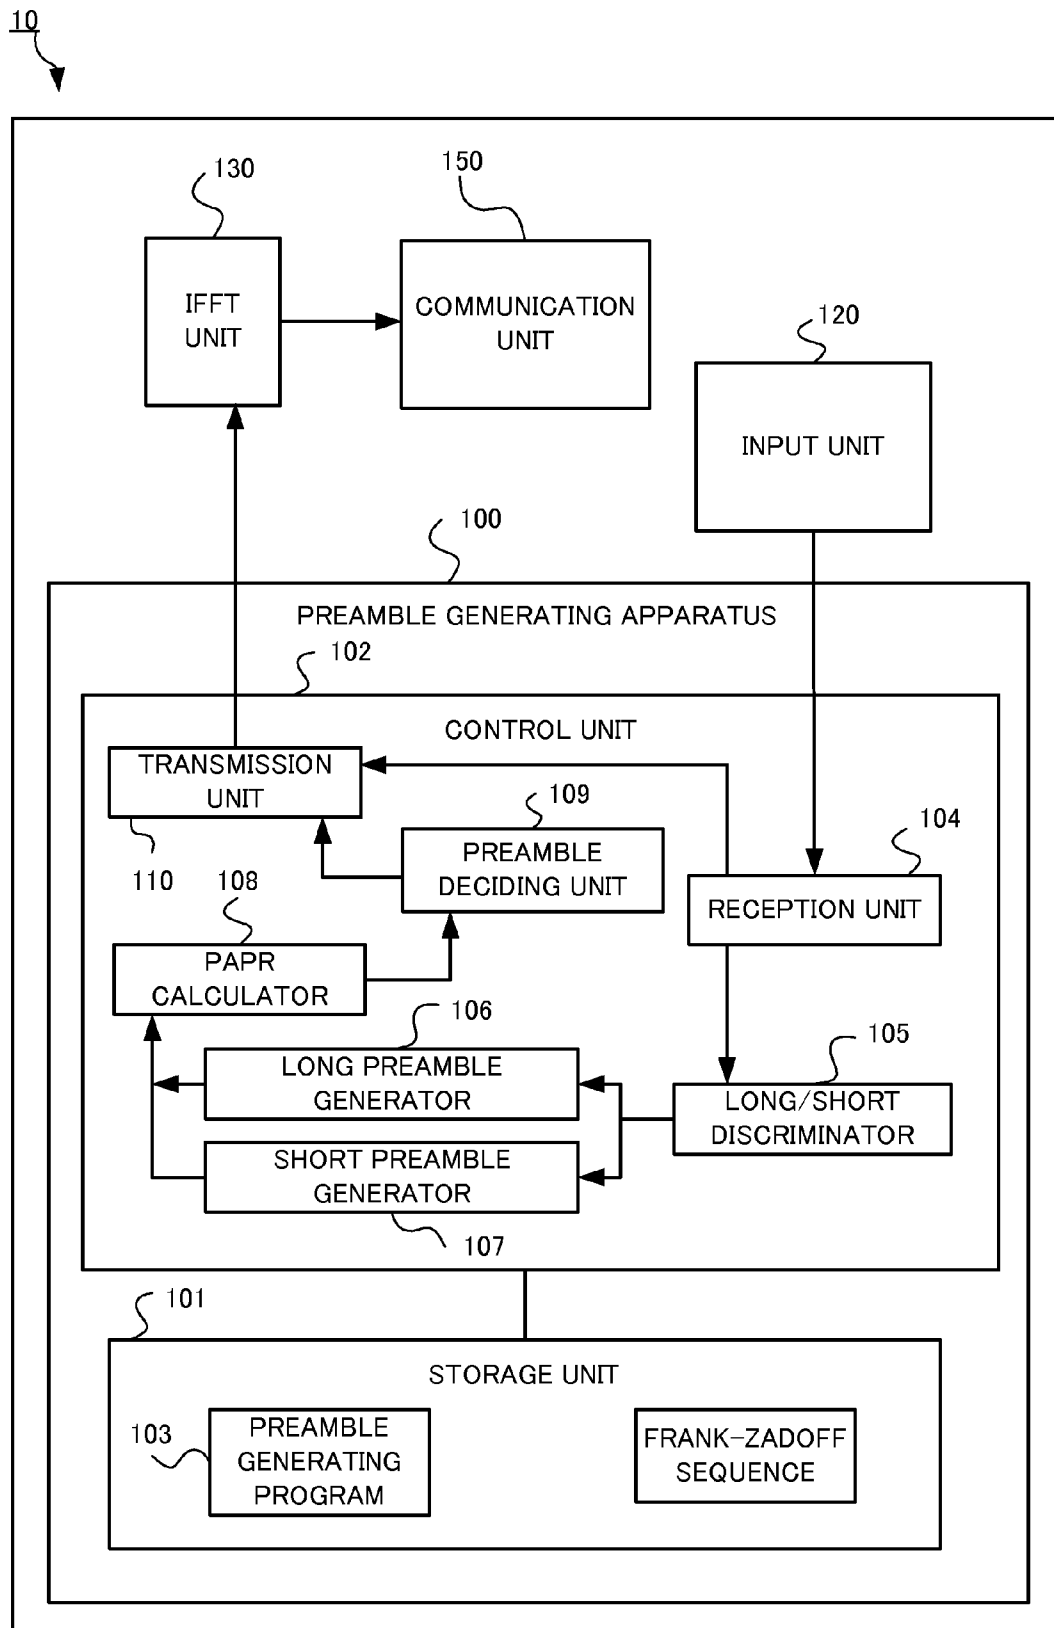 10
130
150
IFFT
UNIT
COMMUNICATION
UNIT
120
INPUT UNIT
100
PREAMBLE GENERATING APPARATUS
102
CONTROL UNIT
TRANSMISSION
UNIT
109
110
PREAMBLE
DECIDING UNIT
104
108
RECEPTION UNIT
PAPR
CALCULATOR
106
105
LONG PREAMBLE
GENERATOR
LONG/SHORT
DISCRIMINATOR
SHORT PREAMBLE
GENERATOR
107
101
STORAGE UNIT
103
PREAMBLE
GENERATING
PROGRAM
FRANK-ZADOFF
SEQUENCE